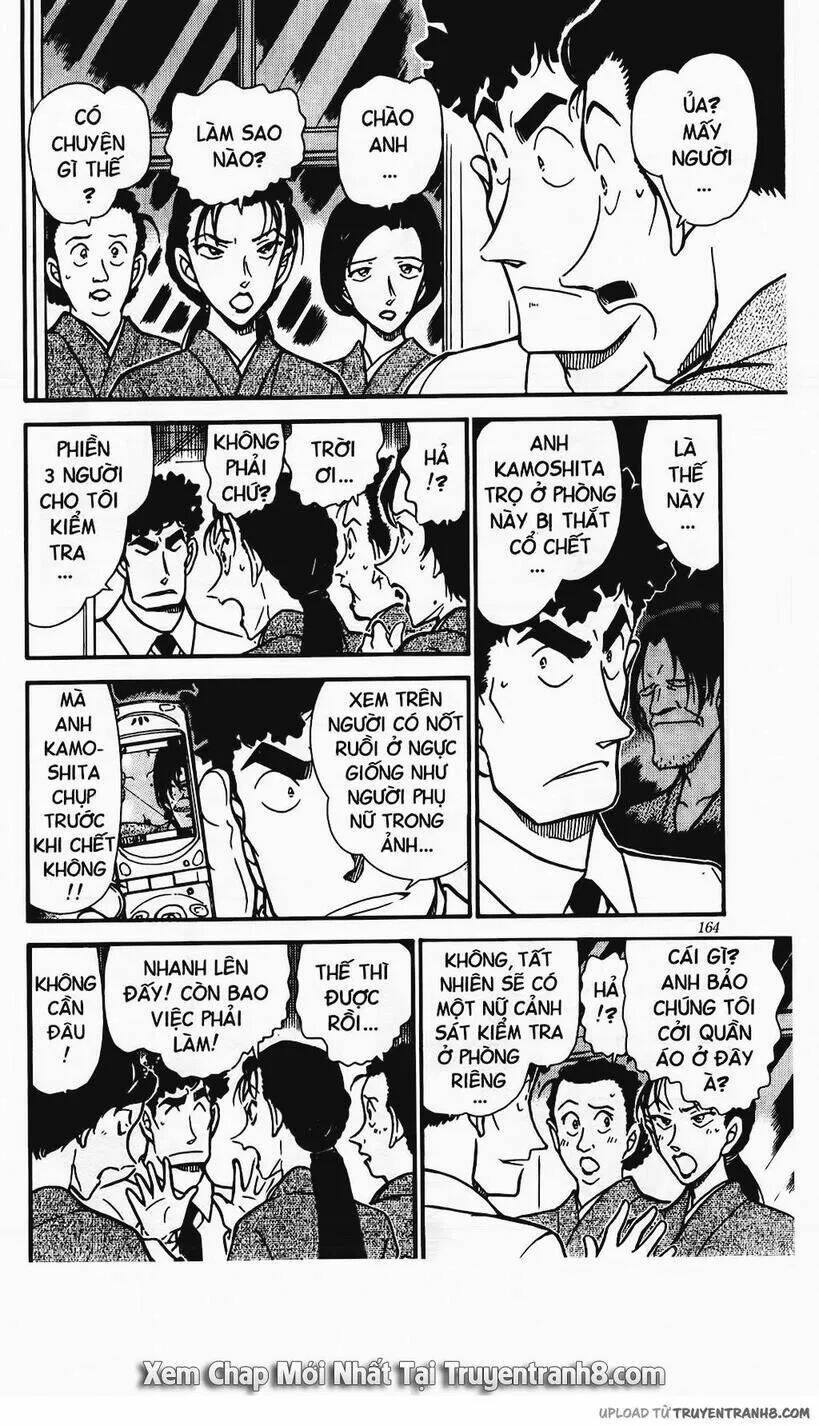 ỦA?
MẤY
NGƯỜI
...
CHÀO
ANH
...
LÀM SAO
NÀO?
CÓ
CHUYỆN
GÌ THẾ
?
LÀ
THẾ
NÀY
...
ANH
KAMOSHITA
TRỌ Ở PHÒNG
NÀY BỊ THẮT
CỔ CHẾT
...
HẢ
!?
TRỜI
ƠI...
KHÔNG
PHẢI
CHỨ?
PHIỀN
3 NGƯỜI
CHO TÔI
KIỂM
TRA
...
XEM TRÊN
NGƯỜI CÓ NỐT
RUỒI Ở NGỰC
GIỐNG NHƯ
NGƯỜI PHỤ
NỮ TRONG
ẢNH...
MÀ
ANH
KAMO-
SHITA
CHỤP
TRƯỚC
KHI CHẾT
KHÔNG
!!
164
CÁI GÌ?
ANH BẢO
CHÚNG TÔI
CỞI QUẦN
ÁO Ở ĐÂY
À?
HẢ
!?
KHÔNG, TẤT
NHIÊN SẼ CÓ
MỘT NỮ CẢNH
SÁT KIỂM TRA
Ở PHÒNG
RIÊNG
...
THẾ THÌ
ĐƯỢC
RỒI...
NHANH LÊN
ĐẤY! CÒN BAO
VIỆC PHẢI
LÀM!
KHÔNG
CẦN
ĐÂU
!
Xem Chap Mới Nhất Tại Truyentranh8.com
UPLOAD TỪ TRUYENTRANH8.COM